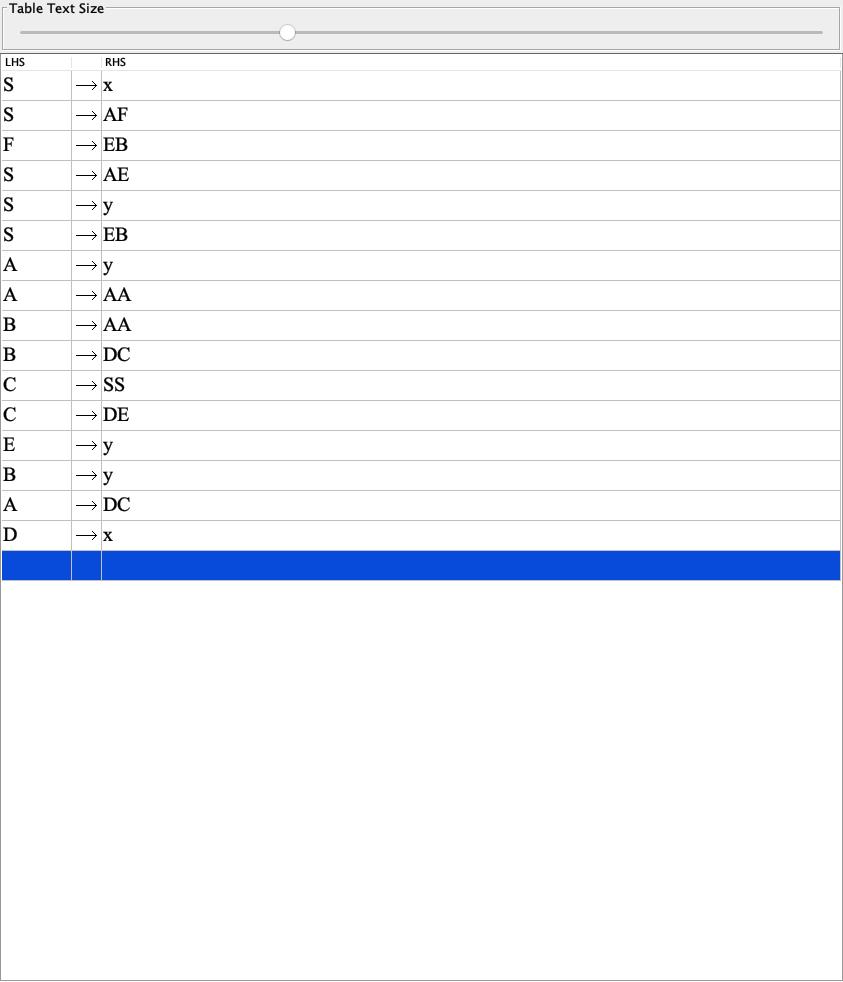 Table Text Size
LHS RHS
S → x
S → AF
F → EB
S → AE
S → y
S → EB
A → y
A → AA
B → AA
B → DC
C → SS
C → DE
E → y
B → y
A → DC
D → x